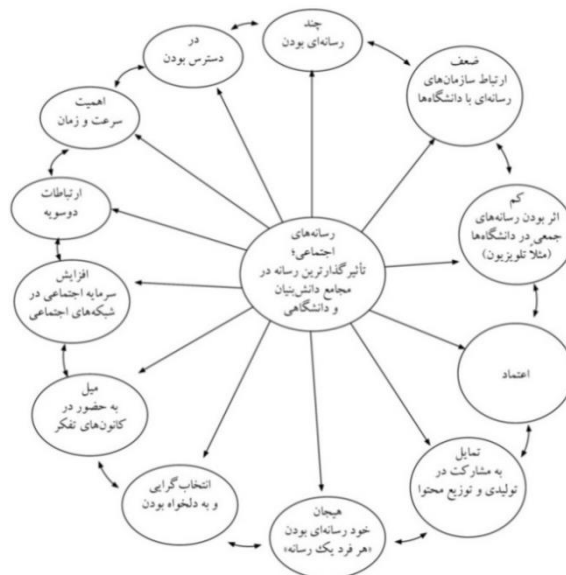 چند
رسانه‌ای بودن
ضعف
ارتباط سازمان‌های
رسانه‌ای با دانشگاه‌ها
کم
اثر بودن رسانه‌های
جمعی در دانشگاه‌ها
(مثلاً تلویزیون)
اعتماد
تمایل
به مشارکت در
تولیدی و توزیع محتوا
هیجان
خود رسانه‌ای بودن
«هر فرد یک رسانه»
انتخاب‌گرایی
و به دلخواه بودن
میل
به حضور در
کانون‌های تفکر
افزایش
سرمایه اجتماعی در
شبکه‌های اجتماعی
ارتباطات
دوسویه
اهمیت
سرعت و زمان
در
دسترس بودن
رسانه‌های
اجتماعی؛
تأثیرگذارترین رسانه در
مجامع دانش‌بنیان
و دانشگاهی